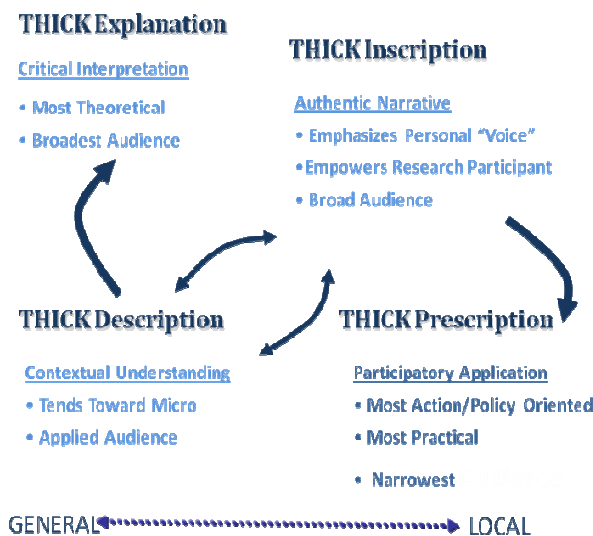 THICK Explanation
Critical Interpretation
• Most Theoretical
• Broadest Audience
THICK Inscription
Authentic Narrative
• Emphasizes Personal “Voice”
•Empowers Research Participant
• Broad Audience
THICK Description
Contextual Understanding
• Tends Toward Micro
• Applied Audience
THICK Prescription
Participatory Application
• Most Action/Policy Oriented
• Most Practical
• Narrowest
GENERAL
LOCAL